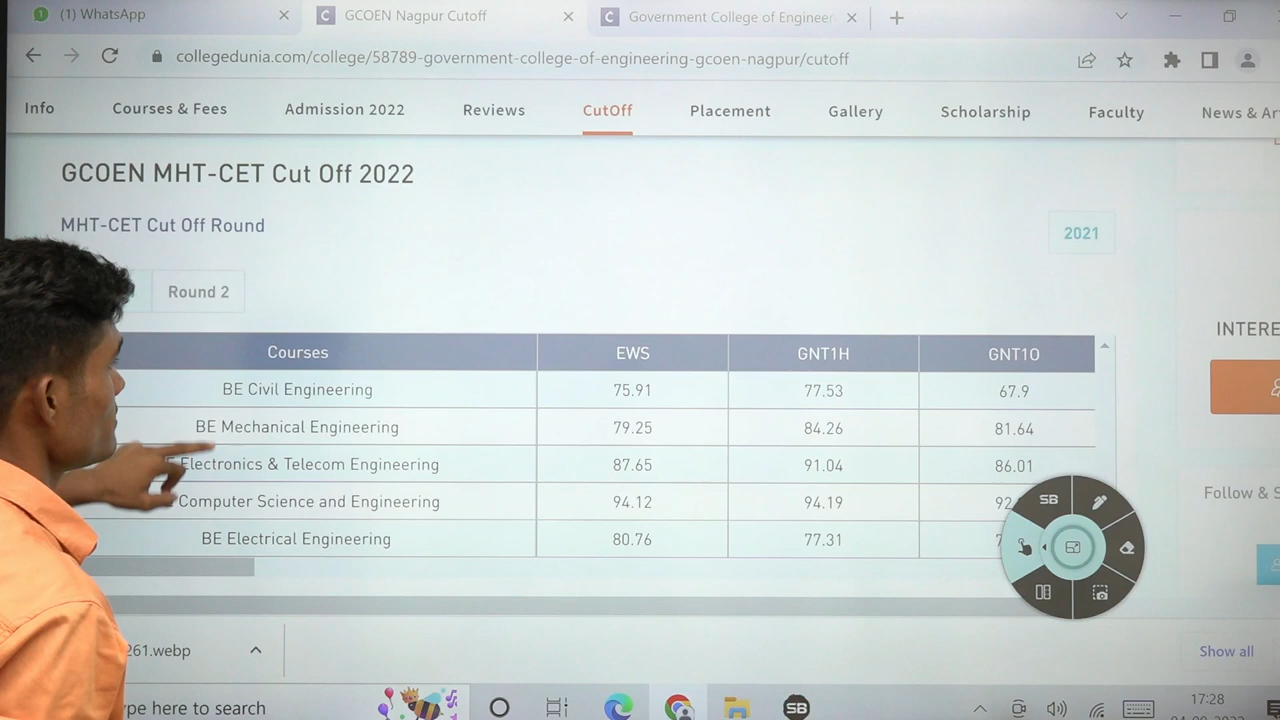 (1) WhatsApp
GCOEN Nagpur Cutoff
Government College of Engineer
collegedunia.com/college/58789-government-college-of-engineering-gcoen-nagpur/cutoff
Info Courses & Fees Admission 2022 Reviews CutOff Placement Gallery Scholarship Faculty News & Ar
GCOEN MHT-CET Cut Off 2022
MHT-CET Cut Off Round
2021
Round 2
INTERE
Courses EWS GNT1H GNT1O
BE Civil Engineering 75.91 77.53 67.9
BE Mechanical Engineering 79.25 84.26 81.64
Electronics & Telecom Engineering 87.65 91.04 86.01
Computer Science and Engineering 94.12 94.19 92
BE Electrical Engineering 80.76 77.31 7
SB
Follow & S
261.webp
Show all
pe here to search
SB
17:28